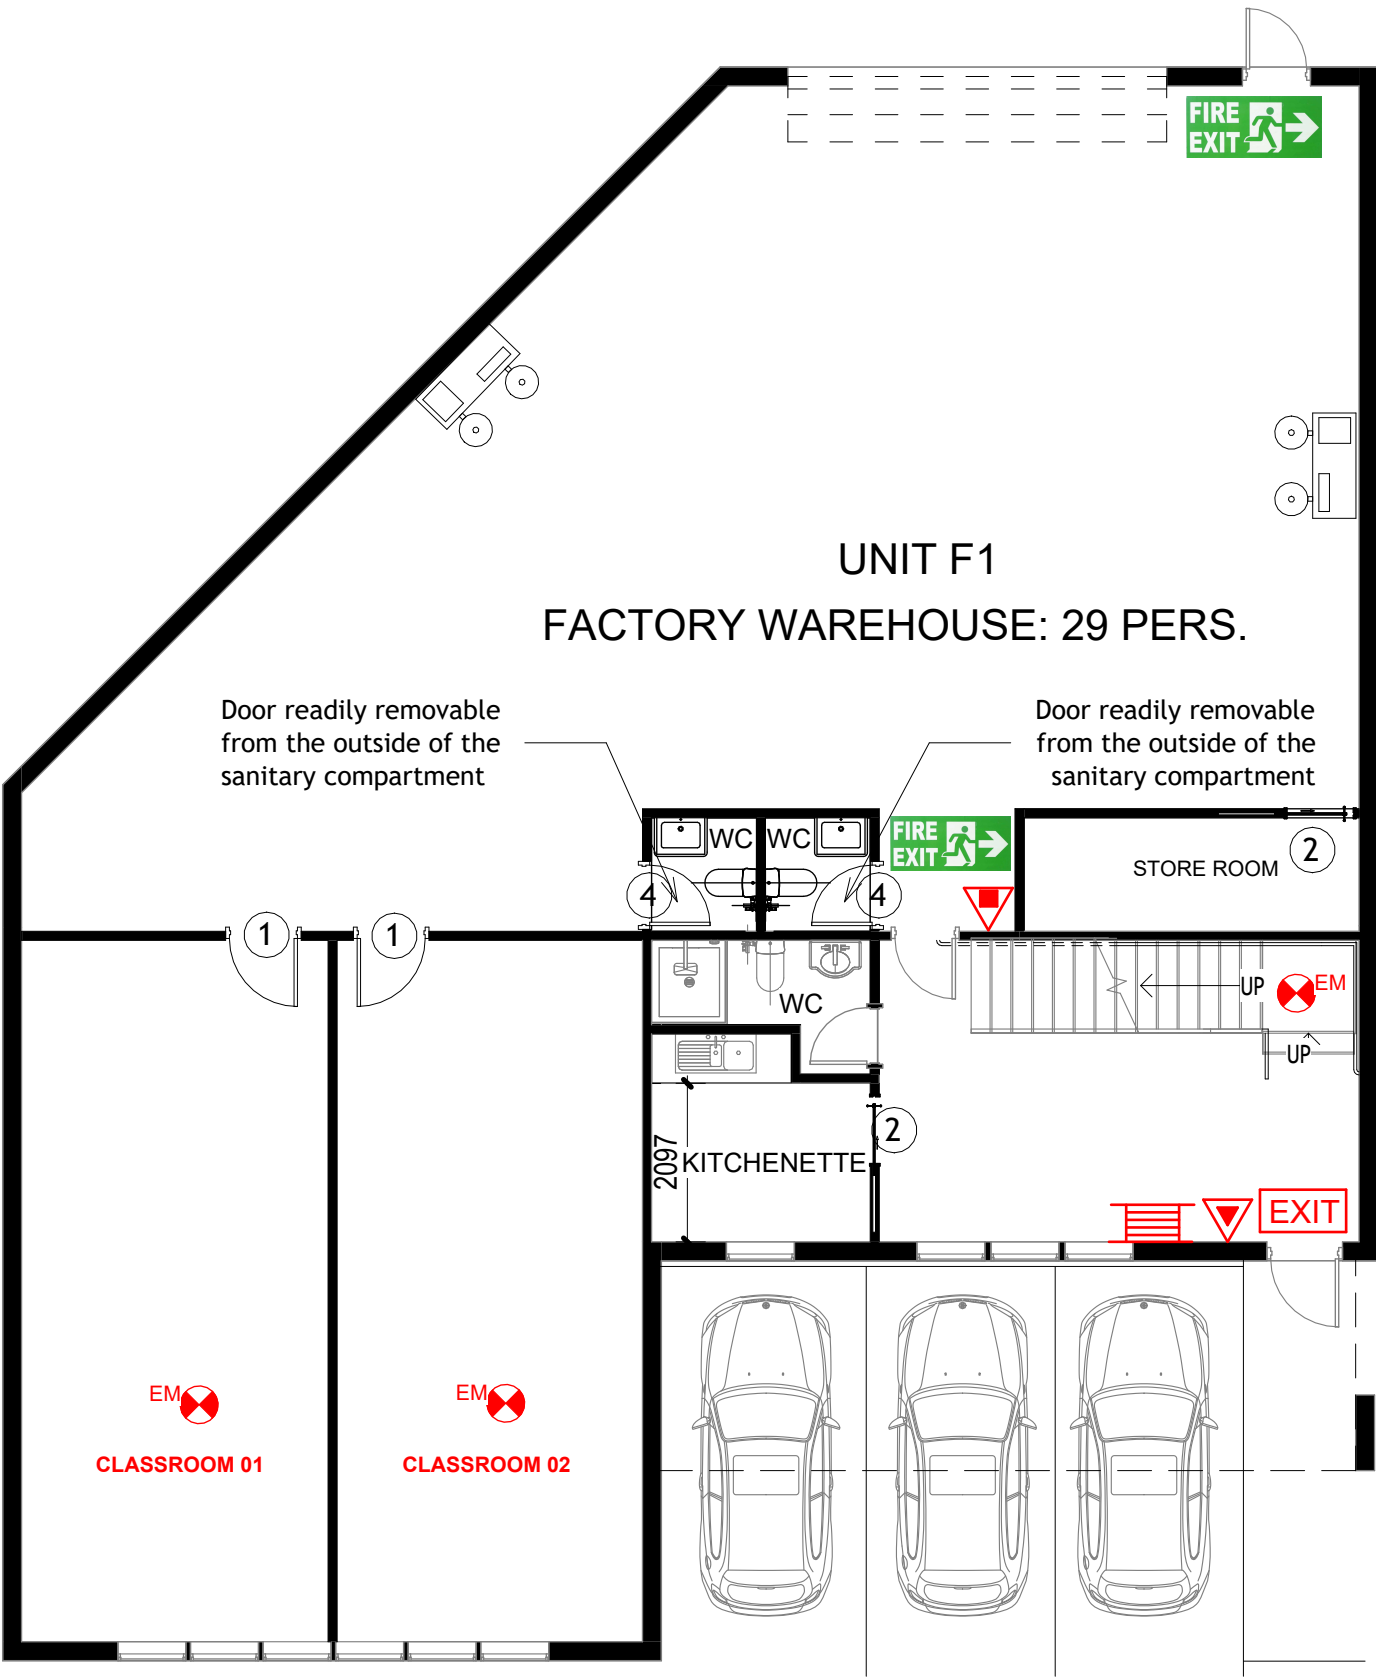 FIRE
EXIT
UNIT F1
FACTORY WAREHOUSE: 29 PERS.
Door readily removable
from the outside of the
sanitary compartment
Door readily removable
from the outside of the
sanitary compartment
WC
WC
FIRE
EXIT
STORE ROOM
2
4
4
1
1
WC
UP
EM
UP
2
2097
KITCHENETTE
EXIT
EM
EM
CLASSROOM 01
CLASSROOM 02